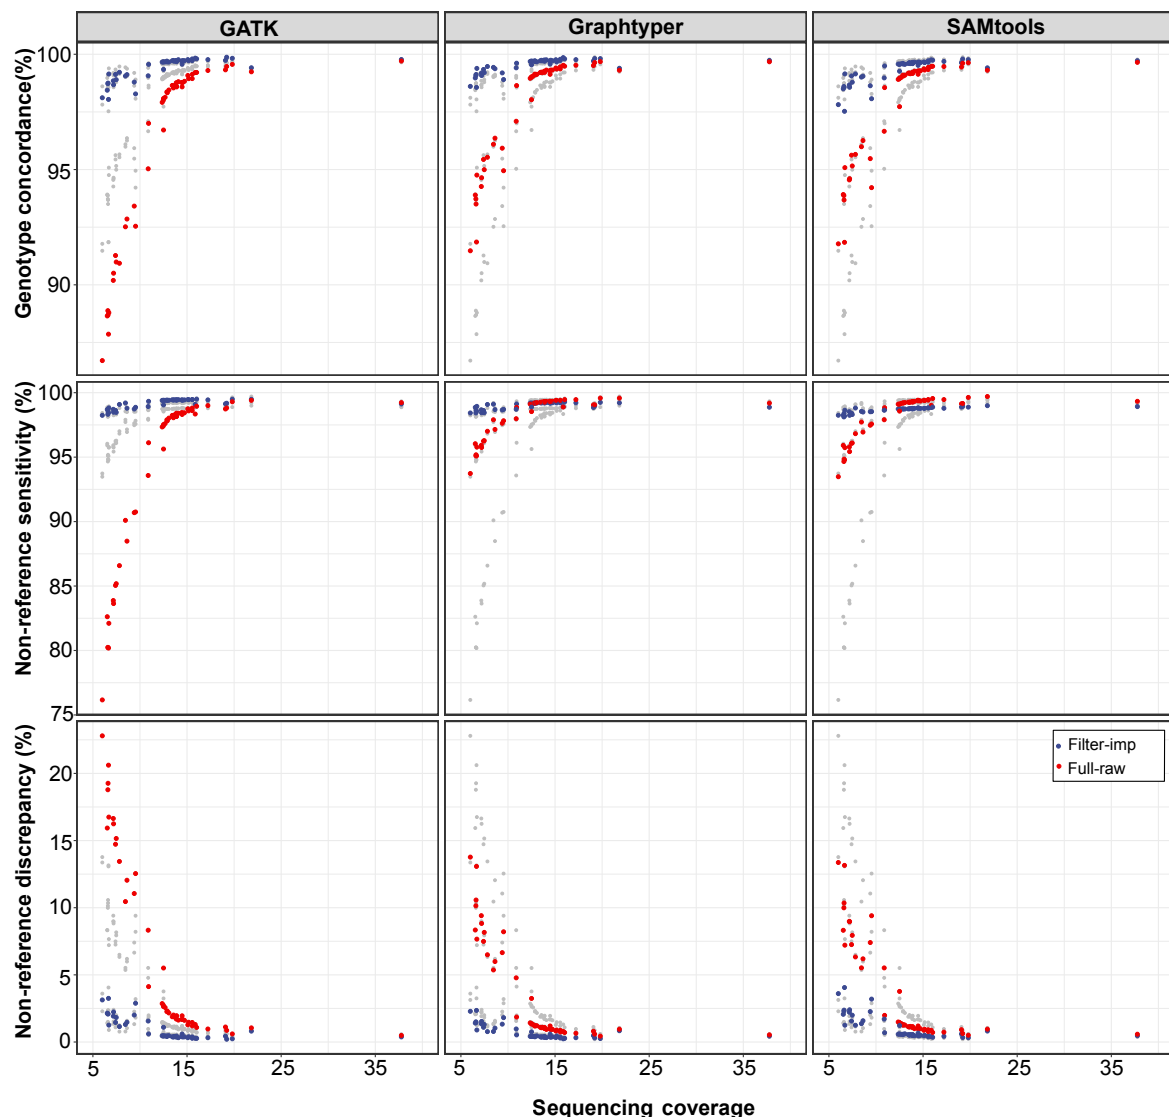 GATK Graphtyper SAMtools
Genotype concordance(%)
100
95
90
Non-reference sensitivity (%)
100
95
90
85
80
75
Non-reference discrepancy (%)
20
15
10
5
0
Filter-imp
Full-raw
5 15 25 35 5 15 25 35 5 15 25 35
Sequencing coverage